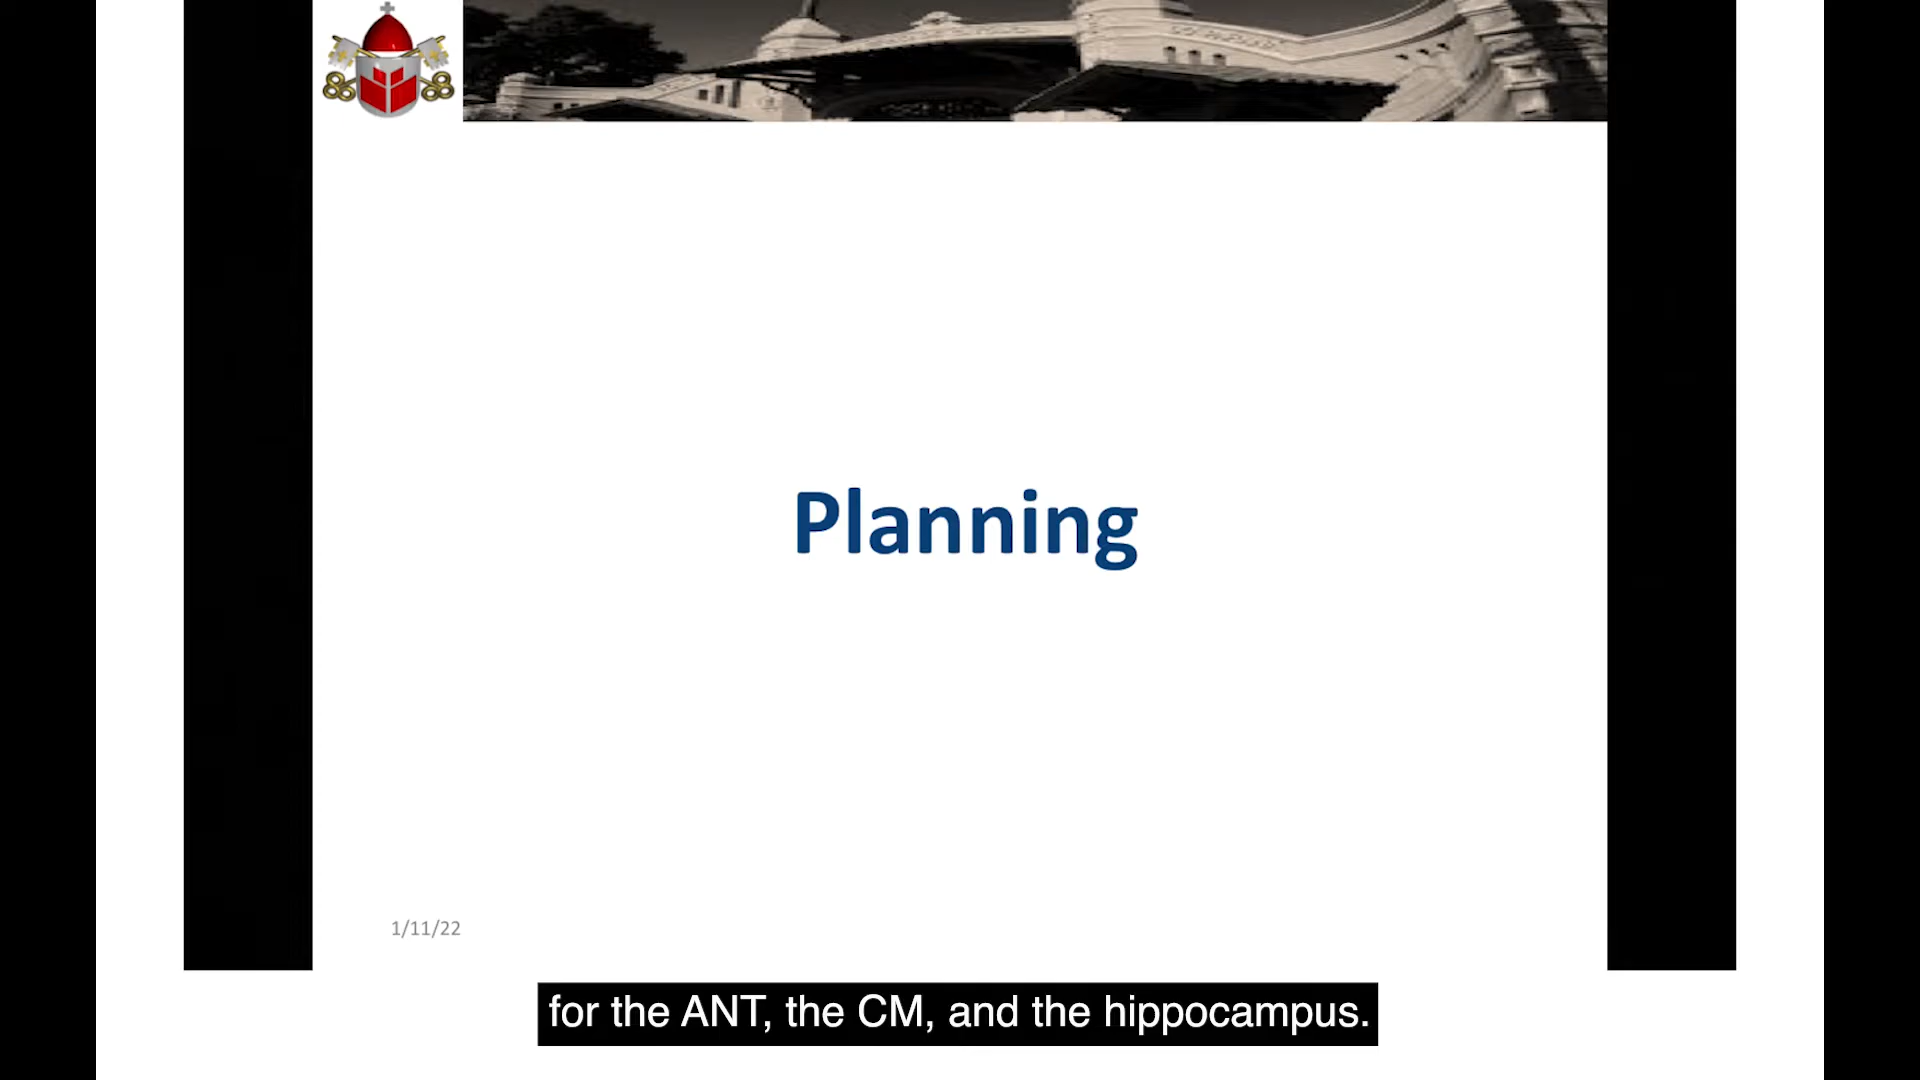 Planning
1/11/22
for the ANT, the CM, and the hippocampus.